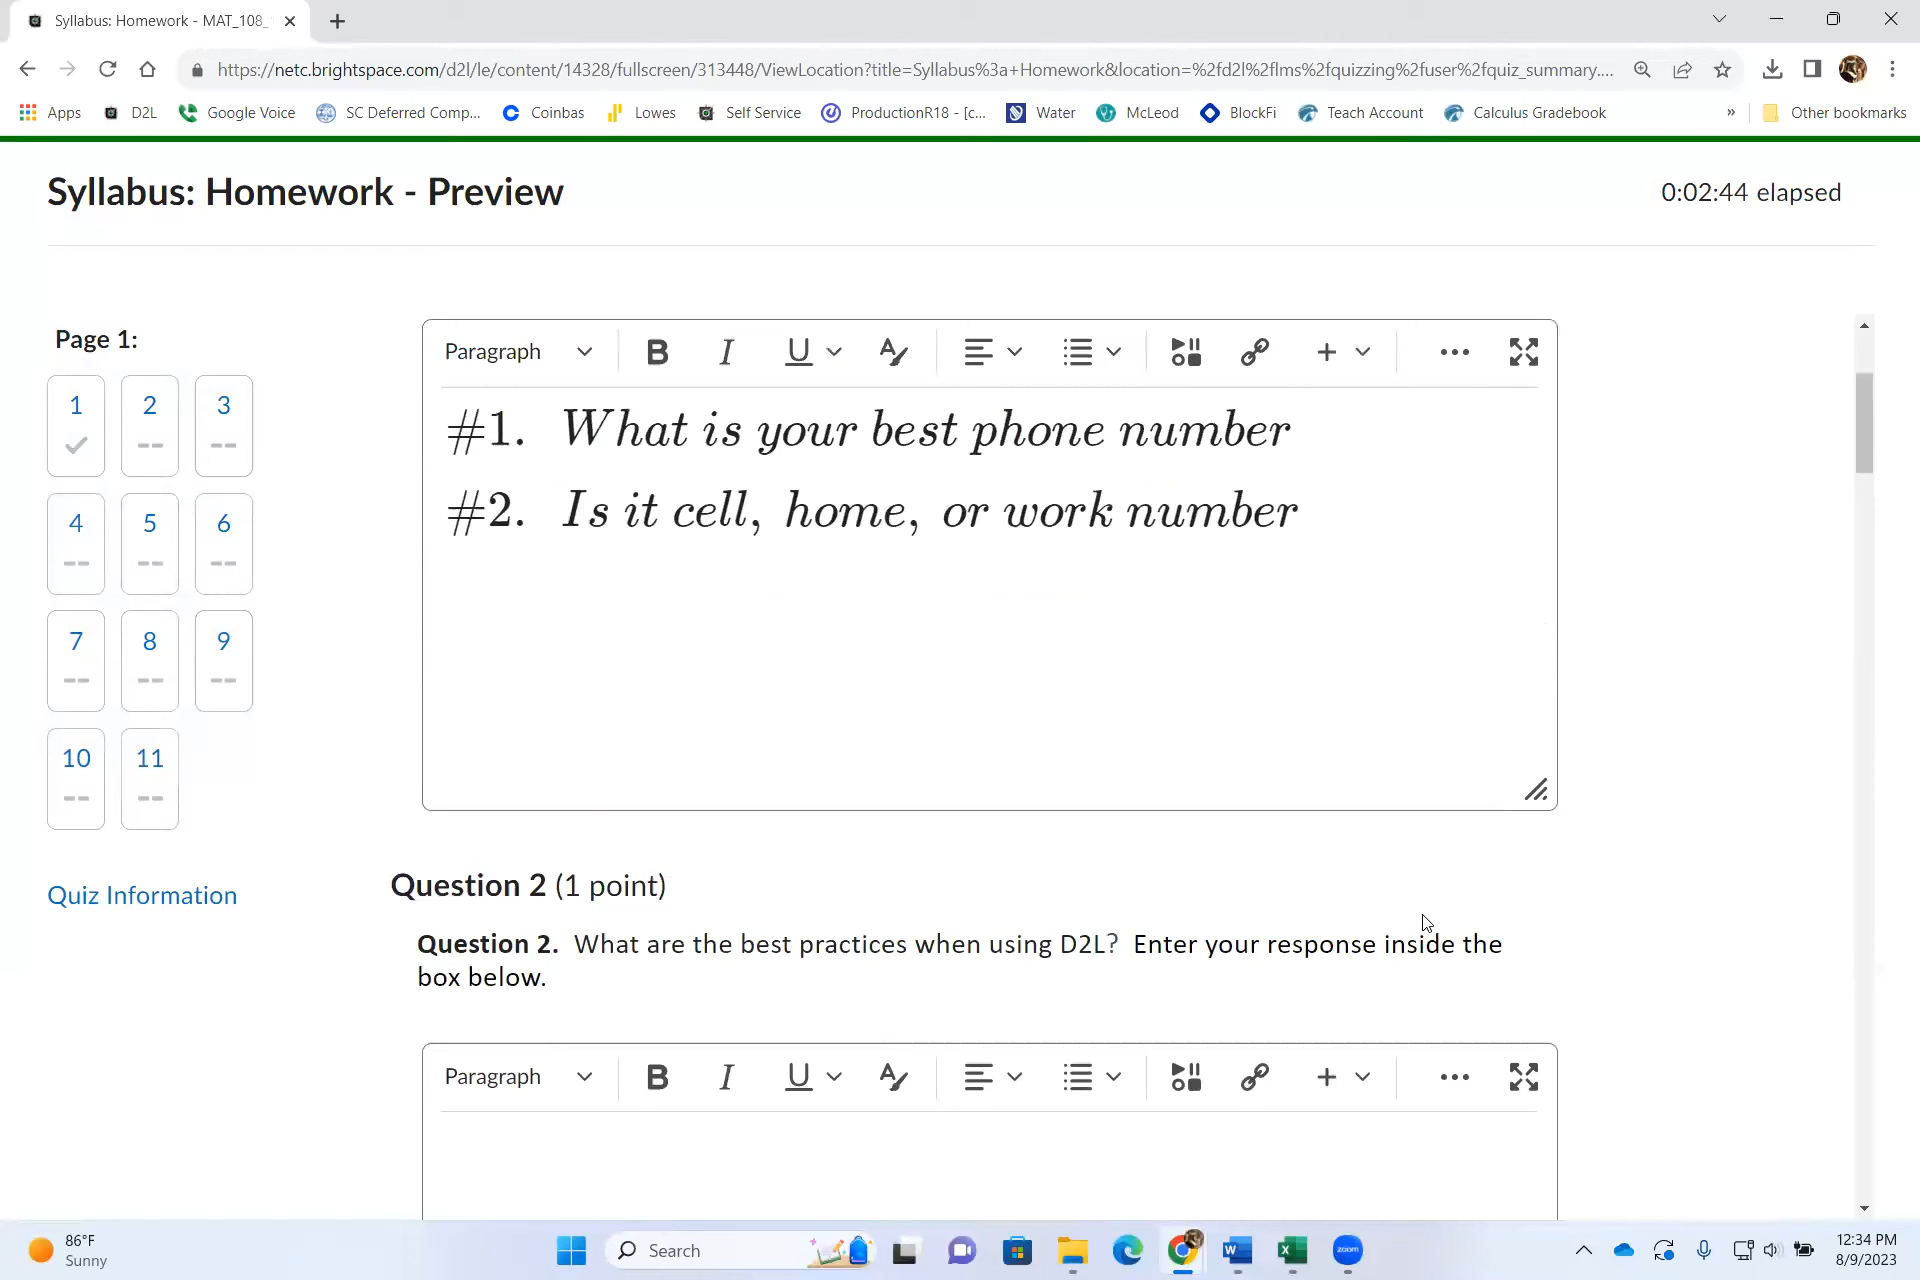 Syllabus: Homework - MAT_108_
https://netc.brightspace.com/d2l/le/content/14328/fullscreen/313448/ViewLocation?title=Syllabus%3a+Homework&location=%2fd2l%2flms%2fquizzing%2fuser%2fquiz_summary....
Apps D2L Google Voice SC Deferred Comp... Coinbas Lowes Self Service ProductionR18 - [c... Water McLeod BlockFi Teach Account Calculus Gradebook » Other bookmarks
Syllabus: Homework - Preview 0:02:44 elapsed
Page 1:
1 2 3
-- --
4 5 6
-- -- --
7 8 9
-- -- --
10 11
-- --
Quiz Information
Paragraph B I U
#1. What is your best phone number
#2. Is it cell, home, or work number
Question 2 (1 point)
Question 2. What are the best practices when using D2L? Enter your response inside the
box below.
Paragraph B I U
86°F
Sunny
Search
zoom
12:34 PM
8/9/2023